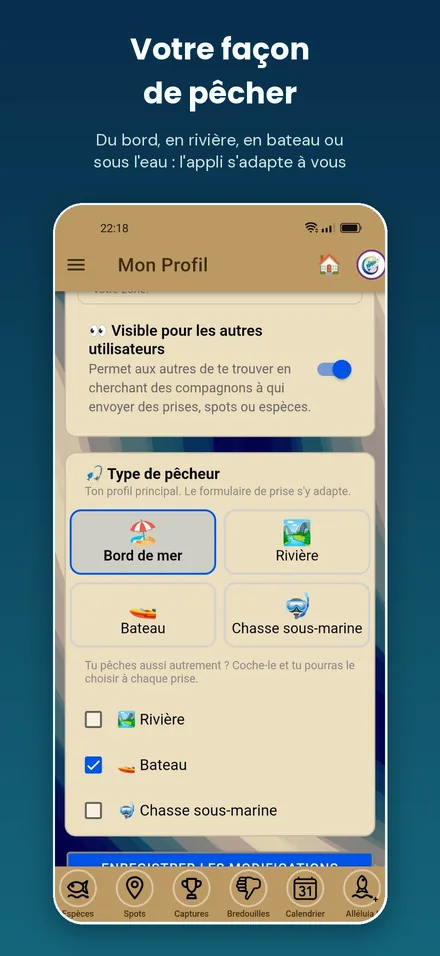 Votre façon
de pêcher
Du bord, en rivière, en bateau ou
sous l'eau : l'appli s'adapte à vous
22:18
Mon Profil
votre zone.
👀 Visible pour les autres
utilisateurs
Permet aux autres de te trouver en
cherchant des compagnons à qui
envoyer des prises, spots ou espèces.
🎣 Type de pêcheur
Ton profil principal. Le formulaire de prise s'y adapte.
Bord de mer
Rivière
Bateau
Chasse sous-marine
Tu pêches aussi autrement ? Coche-le et tu pourras le
choisir à chaque prise.
Rivière
Bateau
Chasse sous-marine
ENREGISTRER LES MODIFICATIONS
31
Espèces
Spots
Captures
Bredouilles
Calendrier
Alléluia